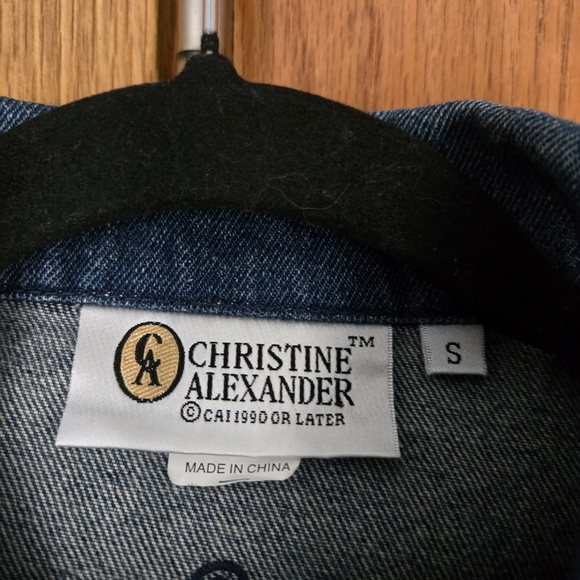 CA
CHRISTINE™
ALEXANDER
©CAI 1990 OR LATER
S
MADE IN CHINA